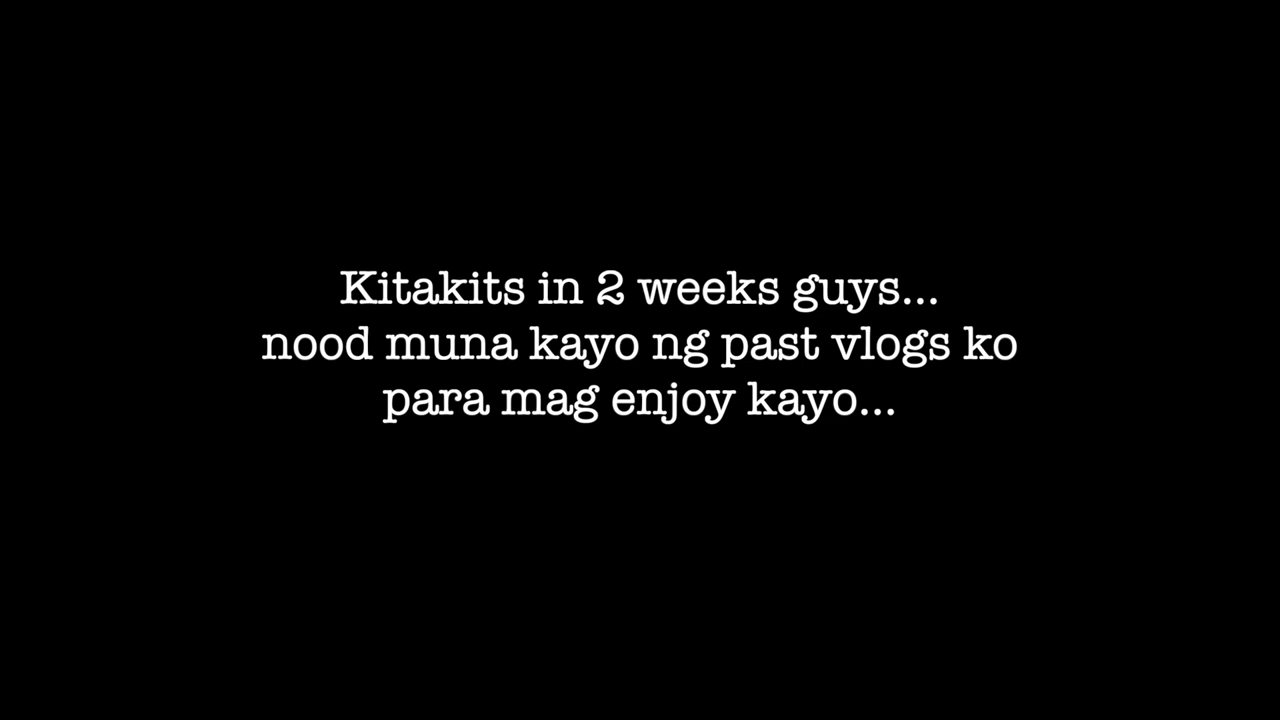 Kitakits in 2 weeks guys...
nood muna kayo ng past vlogs ko
para mag enjoy kayo...